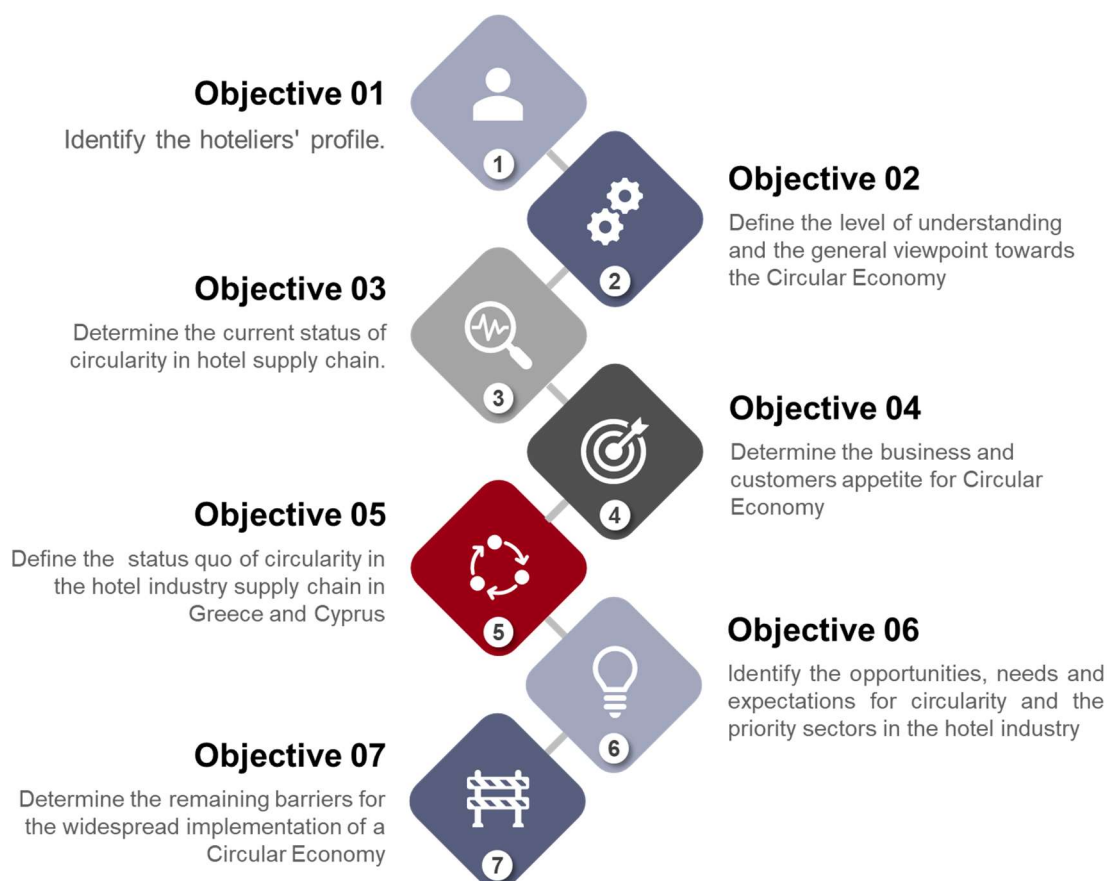 Objective 01
Identify the hoteliers' profile.
1
Objective 02
Define the level of understanding
and the general viewpoint towards
the Circular Economy
2
Objective 03
Determine the current status of
circularity in hotel supply chain.
3
Objective 04
Determine the business and
customers appetite for Circular
Economy
4
Objective 05
Define the status quo of circularity in
the hotel industry supply chain in
Greece and Cyprus
5
Objective 06
Identify the opportunities, needs and
expectations for circularity and the
priority sectors in the hotel industry
6
Objective 07
Determine the remaining barriers for
the widespread implementation of a
Circular Economy
7